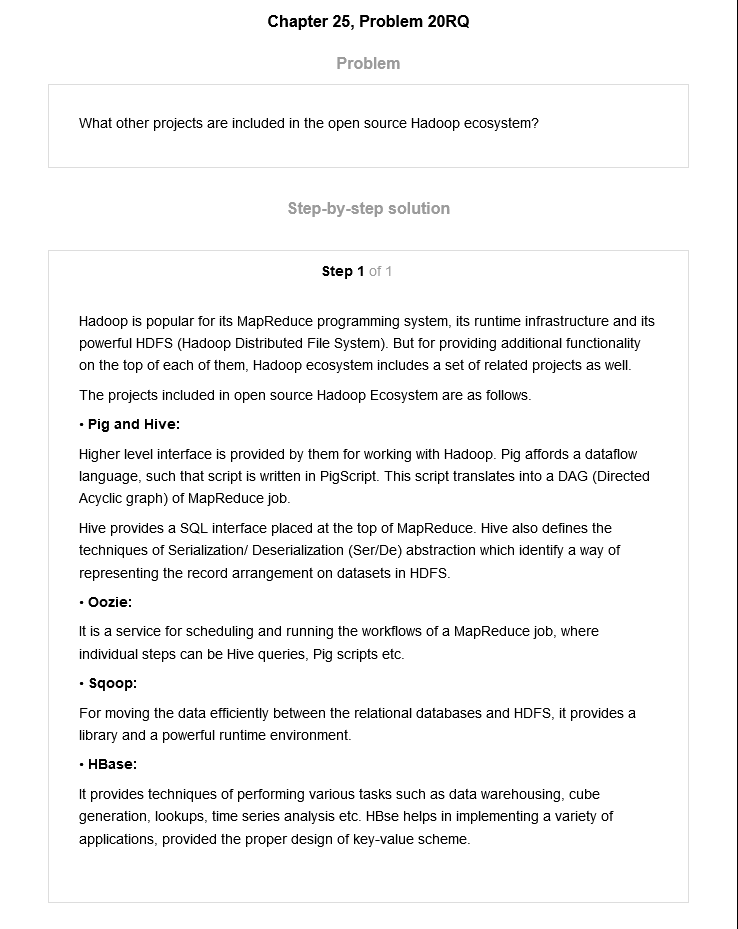 Chapter 25, Problem 20RQ
Problem
What other projects are included in the open source Hadoop ecosystem?
Step-by-step solution
Step 1 of 1
Hadoop is popular for its MapReduce programming system, its runtime infrastructure and its
powerful HDFS (Hadoop Distributed File System). But for providing additional functionality
on the top of each of them, Hadoop ecosystem includes a set of related projects as well.
The projects included in open source Hadoop Ecosystem are as follows.
• Pig and Hive:
Higher level interface is provided by them for working with Hadoop. Pig affords a dataflow
language, such that script is written in PigScript. This script translates into a DAG (Directed
Acyclic graph) of MapReduce job.
Hive provides a SQL interface placed at the top of MapReduce. Hive also defines the
techniques of Serialization/ Deserialization (Ser/De) abstraction which identify a way of
representing the record arrangement on datasets in HDFS.
• Oozie:
It is a service for scheduling and running the workflows of a MapReduce job, where
individual steps can be Hive queries, Pig scripts etc.
• Sqoop:
For moving the data efficiently between the relational databases and HDFS, it provides a
library and a powerful runtime environment.
• HBase:
It provides techniques of performing various tasks such as data warehousing, cube
generation, lookups, time series analysis etc. HBse helps in implementing a variety of
applications, provided the proper design of key-value scheme.